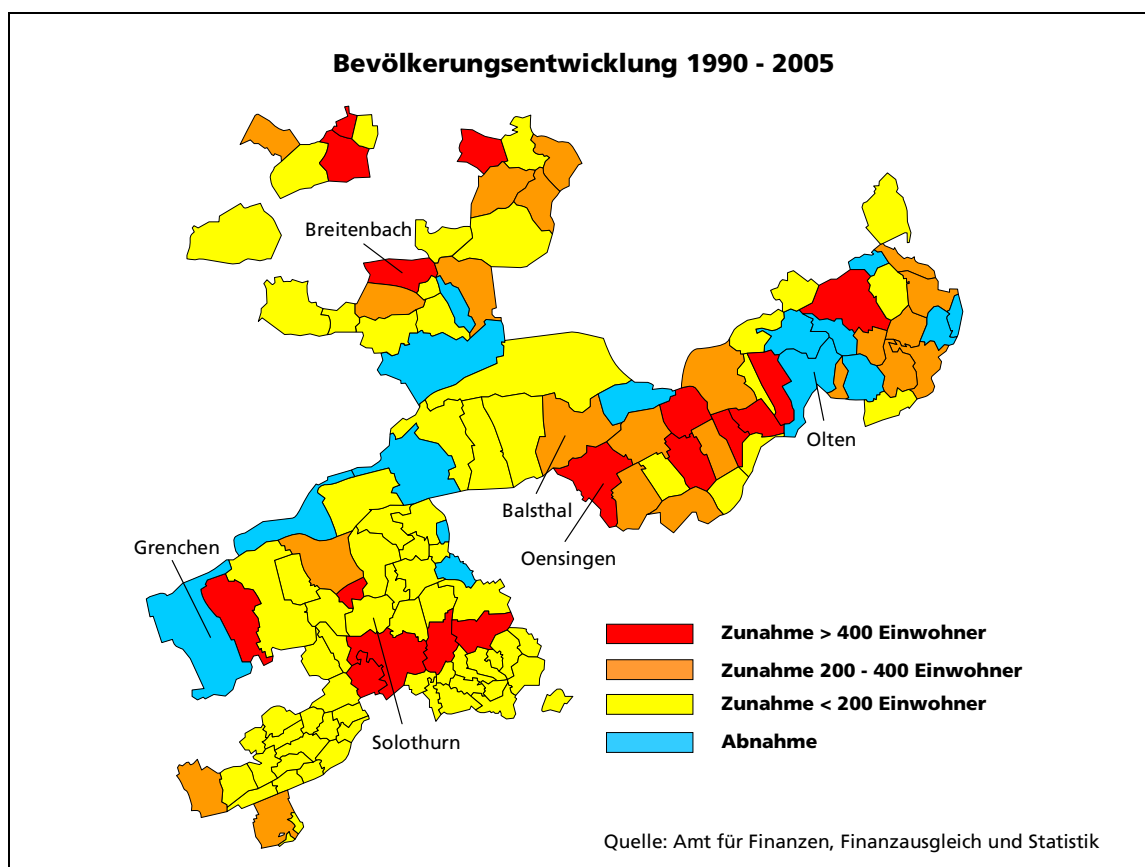 Bevölkerungsentwicklung 1990 - 2005
Breitenbach
Olten
Balsthal
Oensingen
Grenchen
Solothurn
Zunahme > 400 Einwohner
Zunahme 200 - 400 Einwohner
Zunahme < 200 Einwohner
Abnahme
Quelle: Amt für Finanzen, Finanzausgleich und Statistik